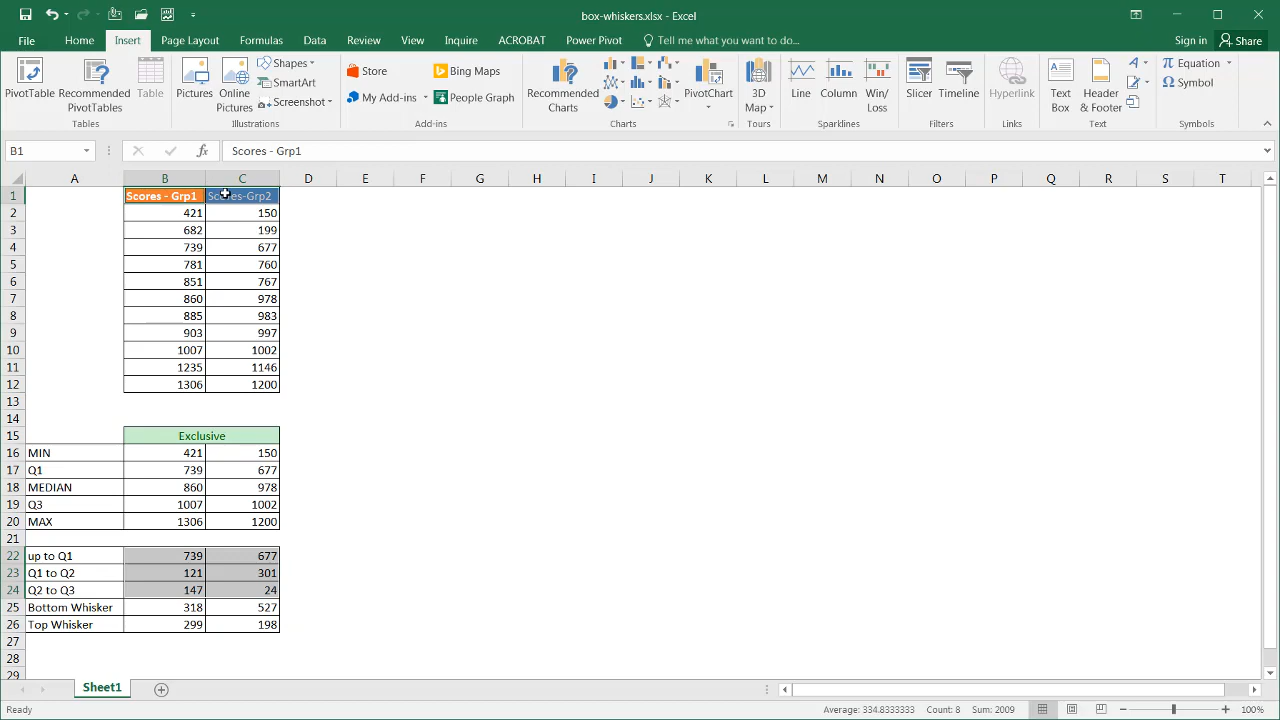 box-whiskers.xlsx - Excel
File Home Insert Page Layout Formulas Data Review View Inquire ACROBAT Power Pivot Tell me what you want to do... Sign in Share
PivotTable Recommended PivotTables Table
Tables
Pictures Online Pictures Shapes SmartArt Screenshot
Illustrations
Store My Add-ins Bing Maps People Graph
Add-ins
Recommended Charts PivotChart
Charts
3D Map
Tours
Line Column Win/Loss
Sparklines
Slicer Timeline
Filters
Hyperlink
Links
Text Box Header & Footer
Text
Equation Symbol
Symbols
B1 fx Scores - Grp1
A B C D E F G H I J K L M N O P Q R S T
1 Scores - Grp1 Scores-Grp2
2 421 150
3 682 199
4 739 677
5 781 760
6 851 767
7 860 978
8 885 983
9 903 997
10 1007 1002
11 1235 1146
12 1306 1200
13
14
15 Exclusive
16 MIN 421 150
17 Q1 739 677
18 MEDIAN 860 978
19 Q3 1007 1002
20 MAX 1306 1200
21
22 up to Q1 739 677
23 Q1 to Q2 121 301
24 Q2 to Q3 147 24
25 Bottom Whisker 318 527
26 Top Whisker 299 198
27
28
29
Sheet1
Ready Average: 334.8333333 Count: 8 Sum: 2009 100%